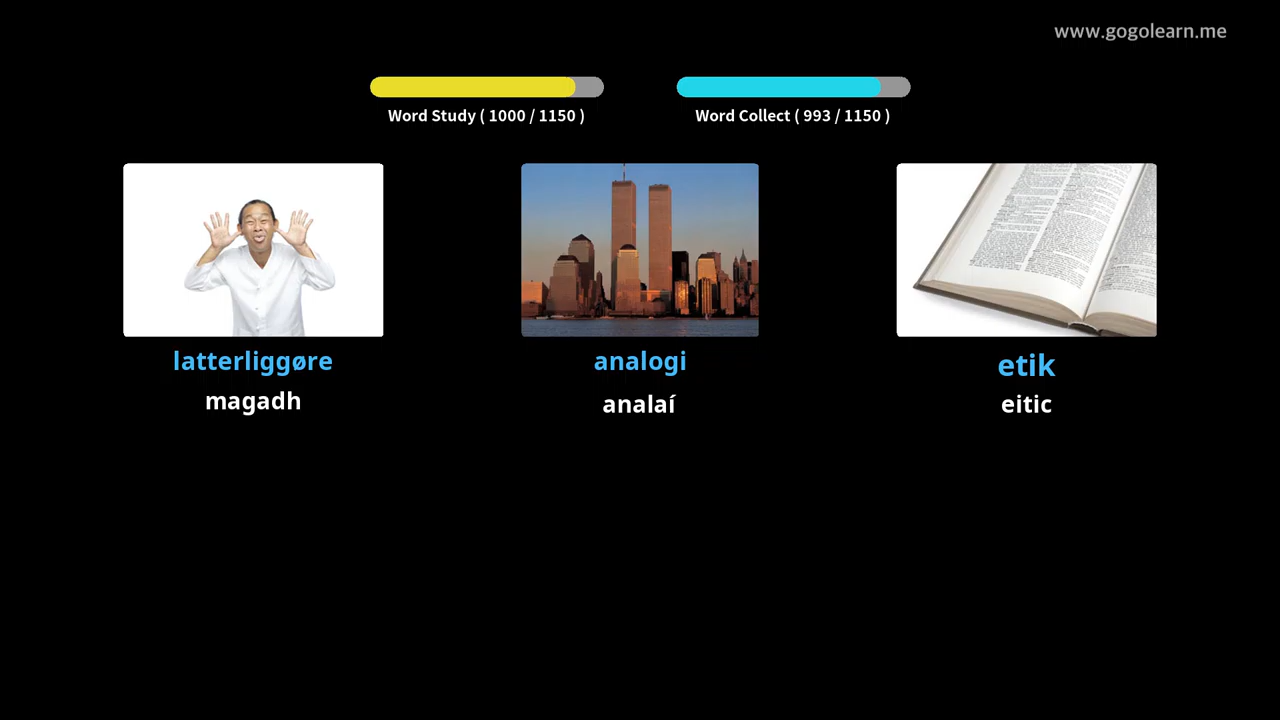 www.gogolearn.me
Word Study ( 1000 / 1150 )
Word Collect ( 993 / 1150 )
latterliggøre
analogi
etik
magadh
analaí
eitic